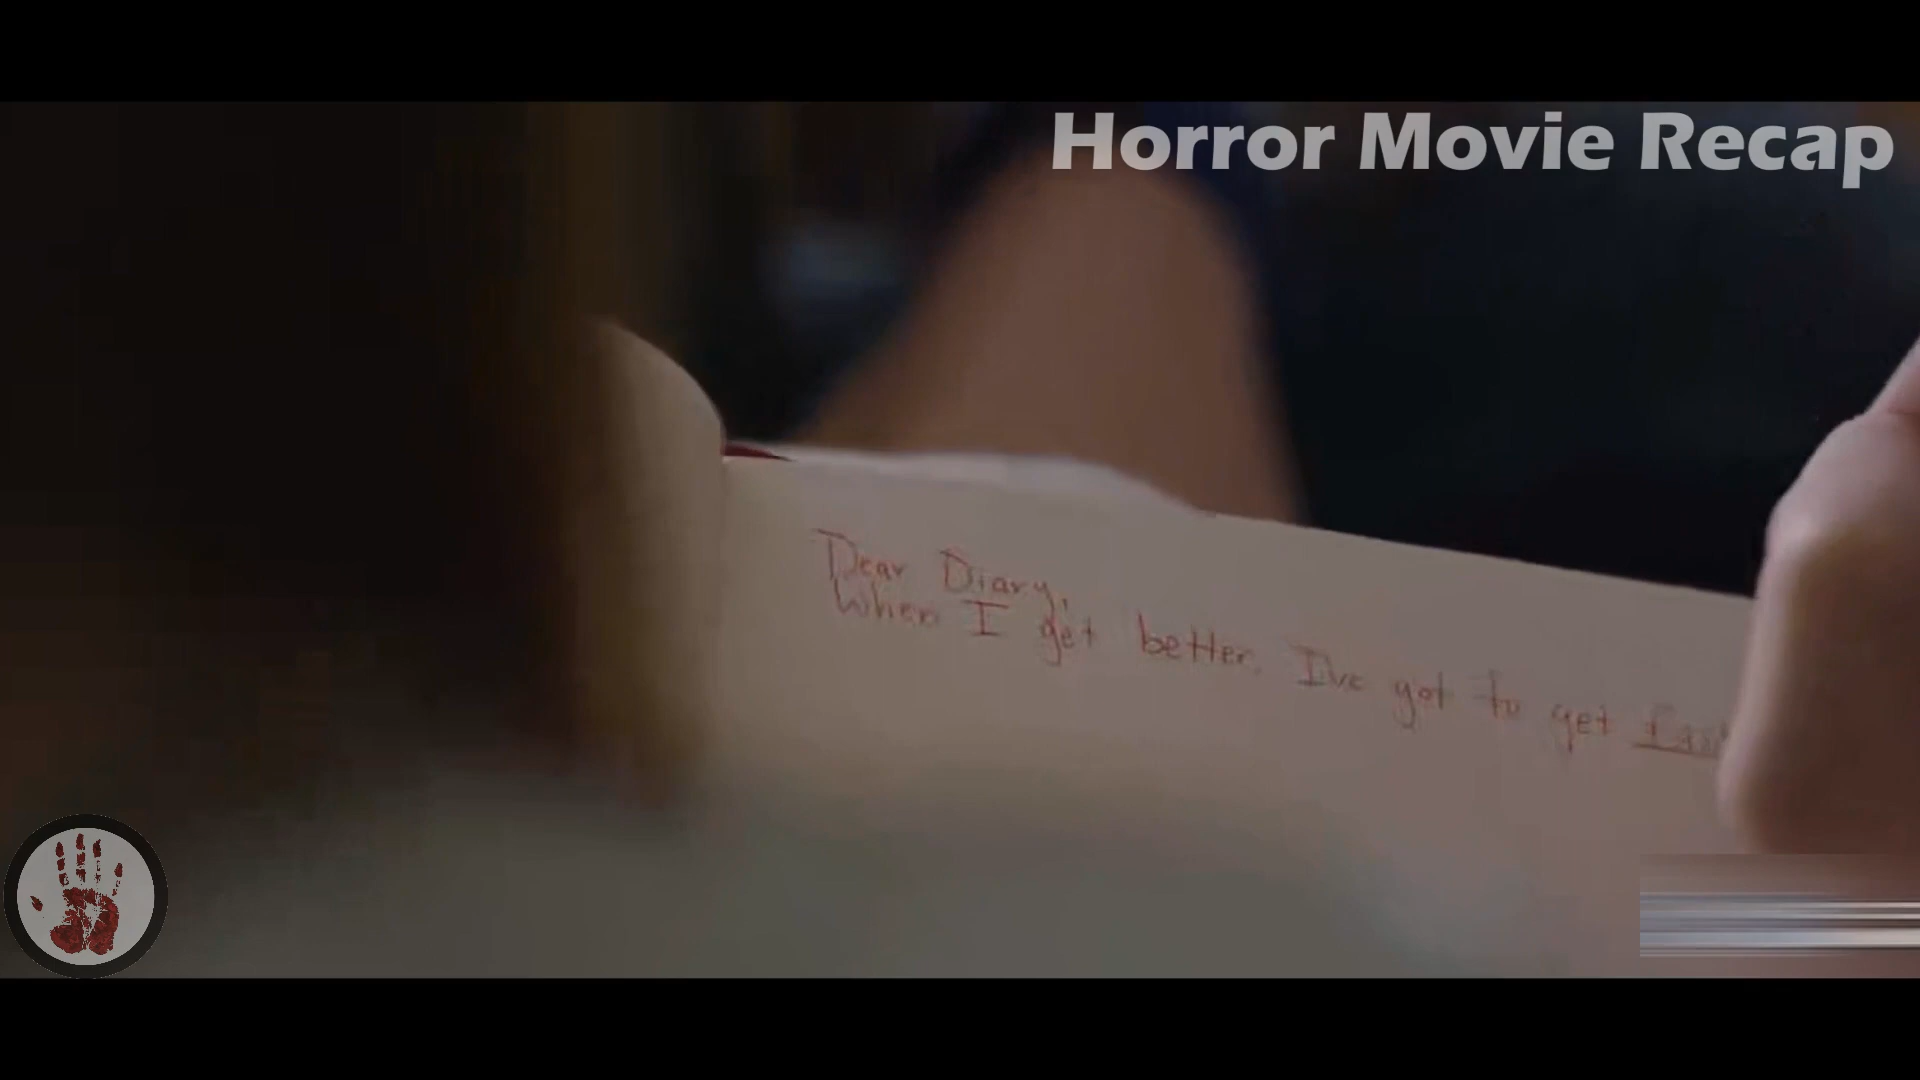 Horror Movie Recap
Dear Diary,
When I get better. I've got to get